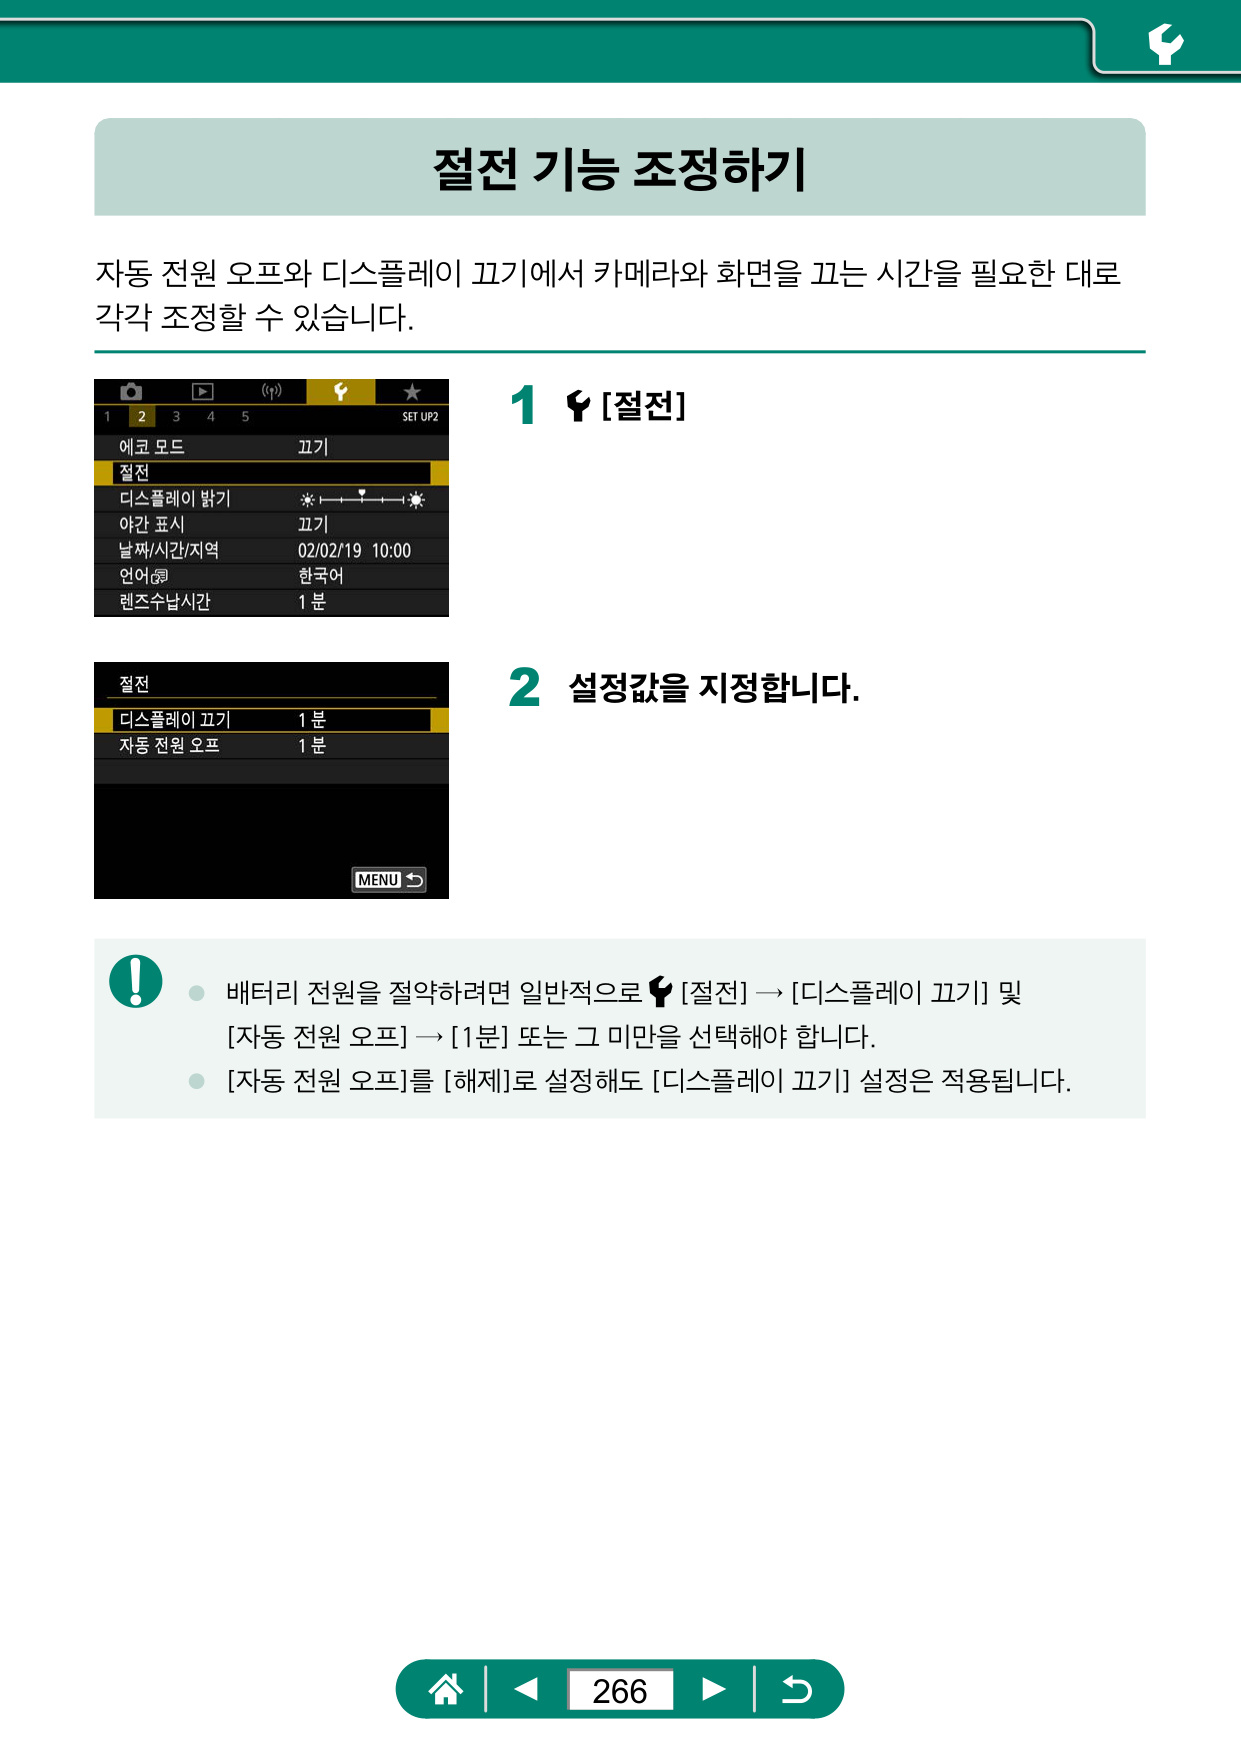 절전 기능 조정하기
자동 전원 오프와 디스플레이 끄기에서 카메라와 화면을 끄는 시간을 필요한 대로
각각 조정할 수 있습니다.
1 2 3 4 5 SET UP2
에코 모드 끄기
절전
디스플레이 밝기
야간 표시 끄기
날짜/시간/지역 02/02/'19 10:00
언어
한국어
렌즈수납시간 1 분
1 [절전]
절전
디스플레이 끄기 1 분
자동 전원 오프 1 분
MENU
2 설정값을 지정합니다.
● 배터리 전원을 절약하려면 일반적으로 [절전] → [디스플레이 끄기] 및
[자동 전원 오프] → [1분] 또는 그 미만을 선택해야 합니다.
● [자동 전원 오프]를 [해제]로 설정해도 [디스플레이 끄기] 설정은 적용됩니다.
266